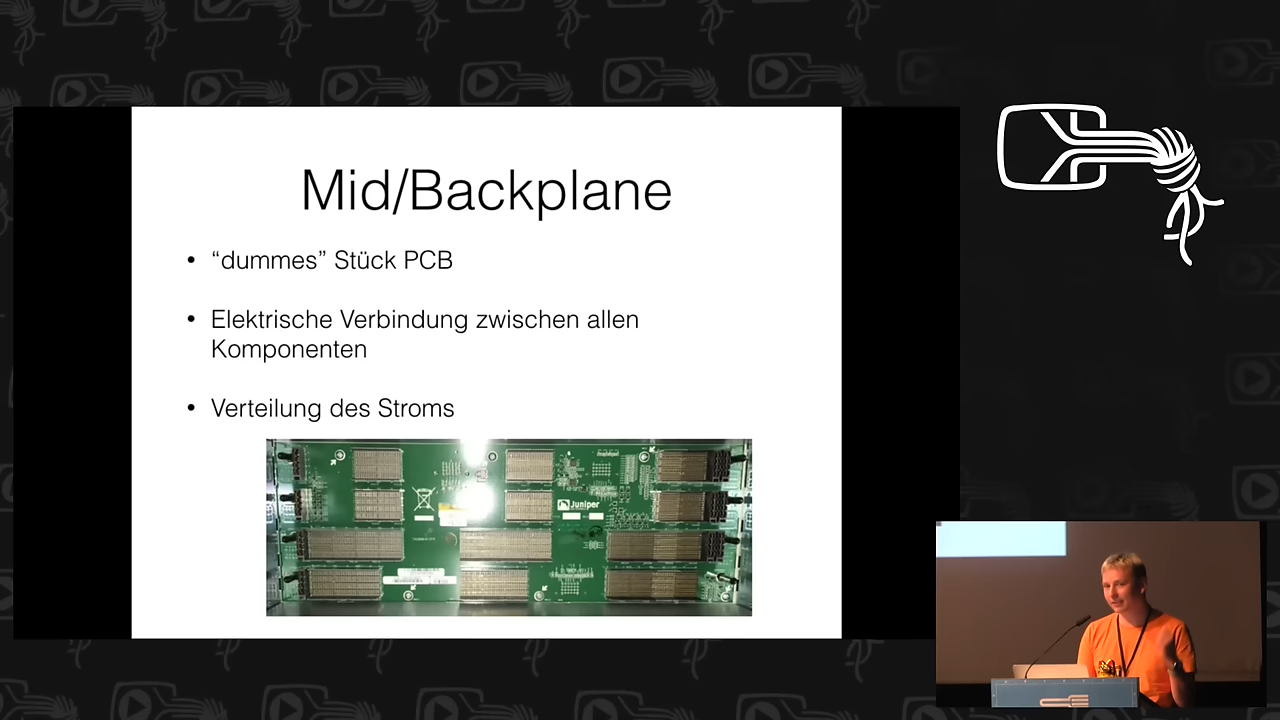 Mid/Backplane
• “dummes” Stück PCB
• Elektrische Verbindung zwischen allen
Komponenten
• Verteilung des Stroms
Juniper